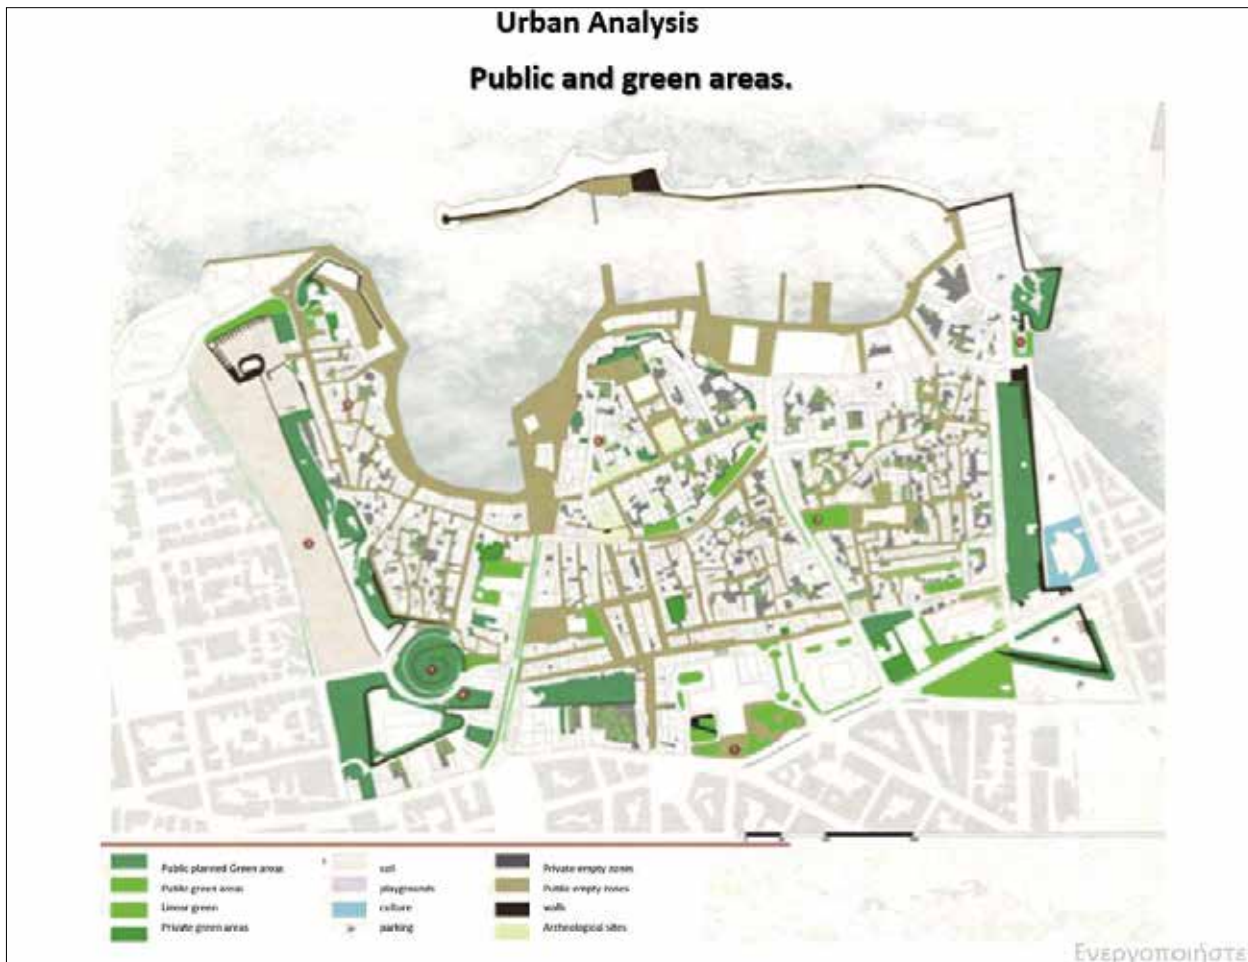 Urban Analysis
Public and green areas.
Public planned Green areas
Public green areas
Linear green
Private green areas
soil
playgrounds
culture
parking
Private empty zones
Public empty zones
walk
Archeological sites
Ενεργοποιήστε